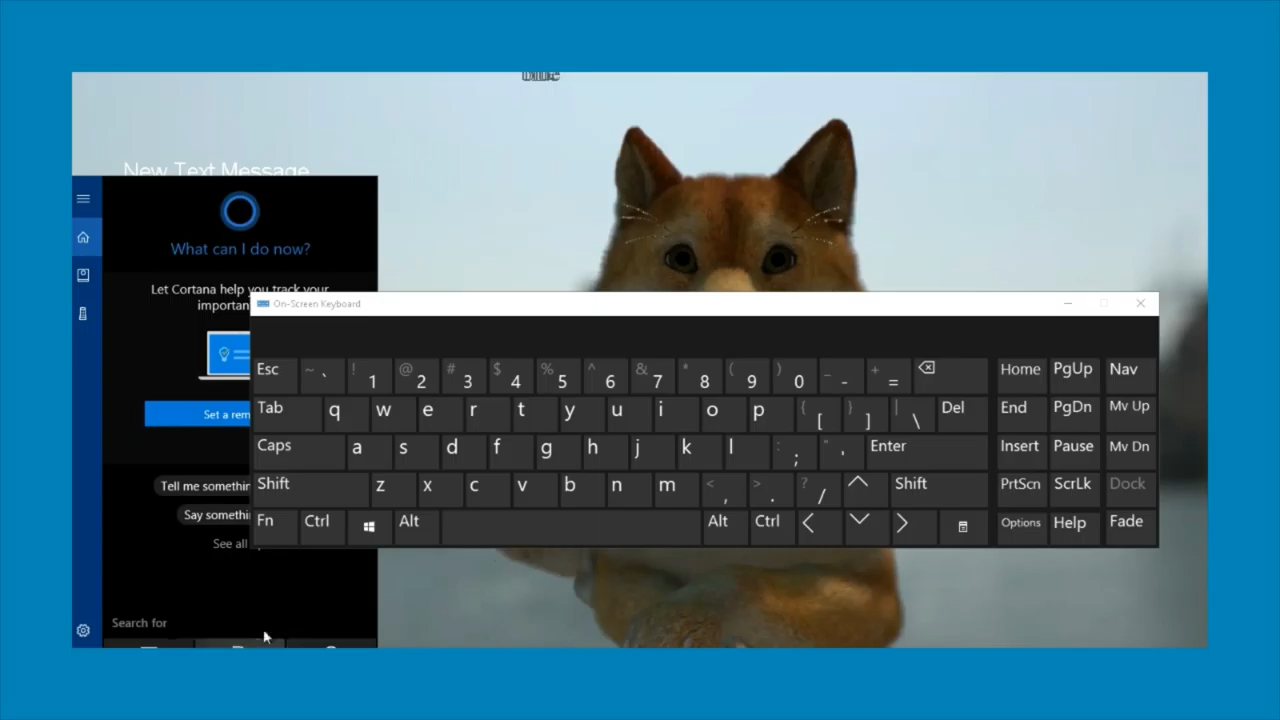 New Text Message
What can I do now?
Let Cortana help you track your
important
Set a rem
Tell me somethin
Say somethi
See all
Search for
On-Screen Keyboard
Esc ~ ` ! 1 @ 2 # 3 $ 4 % 5 ^ 6 & 7 * 8 ( 9 ) 0 _ - + = Home PgUp Nav
Tab q w e r t y u i o p { [ } ] | \ Del End PgDn Mv Up
Caps a s d f g h j k l : ; " ' Enter Insert Pause Mv Dn
Shift z x c v b n m < , > . ? / Shift PrtScn ScrLk Dock
Fn Ctrl Alt Alt Ctrl Options Help Fade